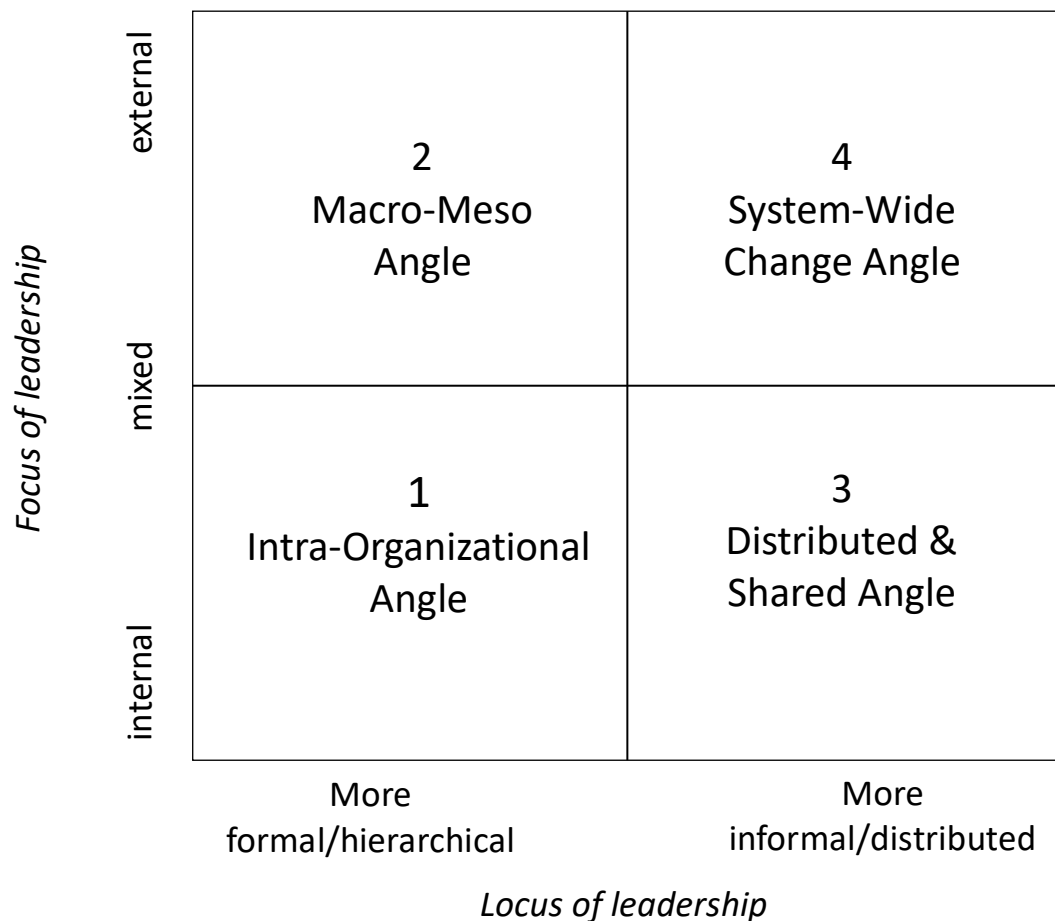 external
2
Macro-Meso
Angle
4
System-Wide
Change Angle
Focus of leadership
mixed
1
Intra-Organizational
Angle
3
Distributed &
Shared Angle
internal
More
formal/hierarchical
More
informal/distributed
Locus of leadership